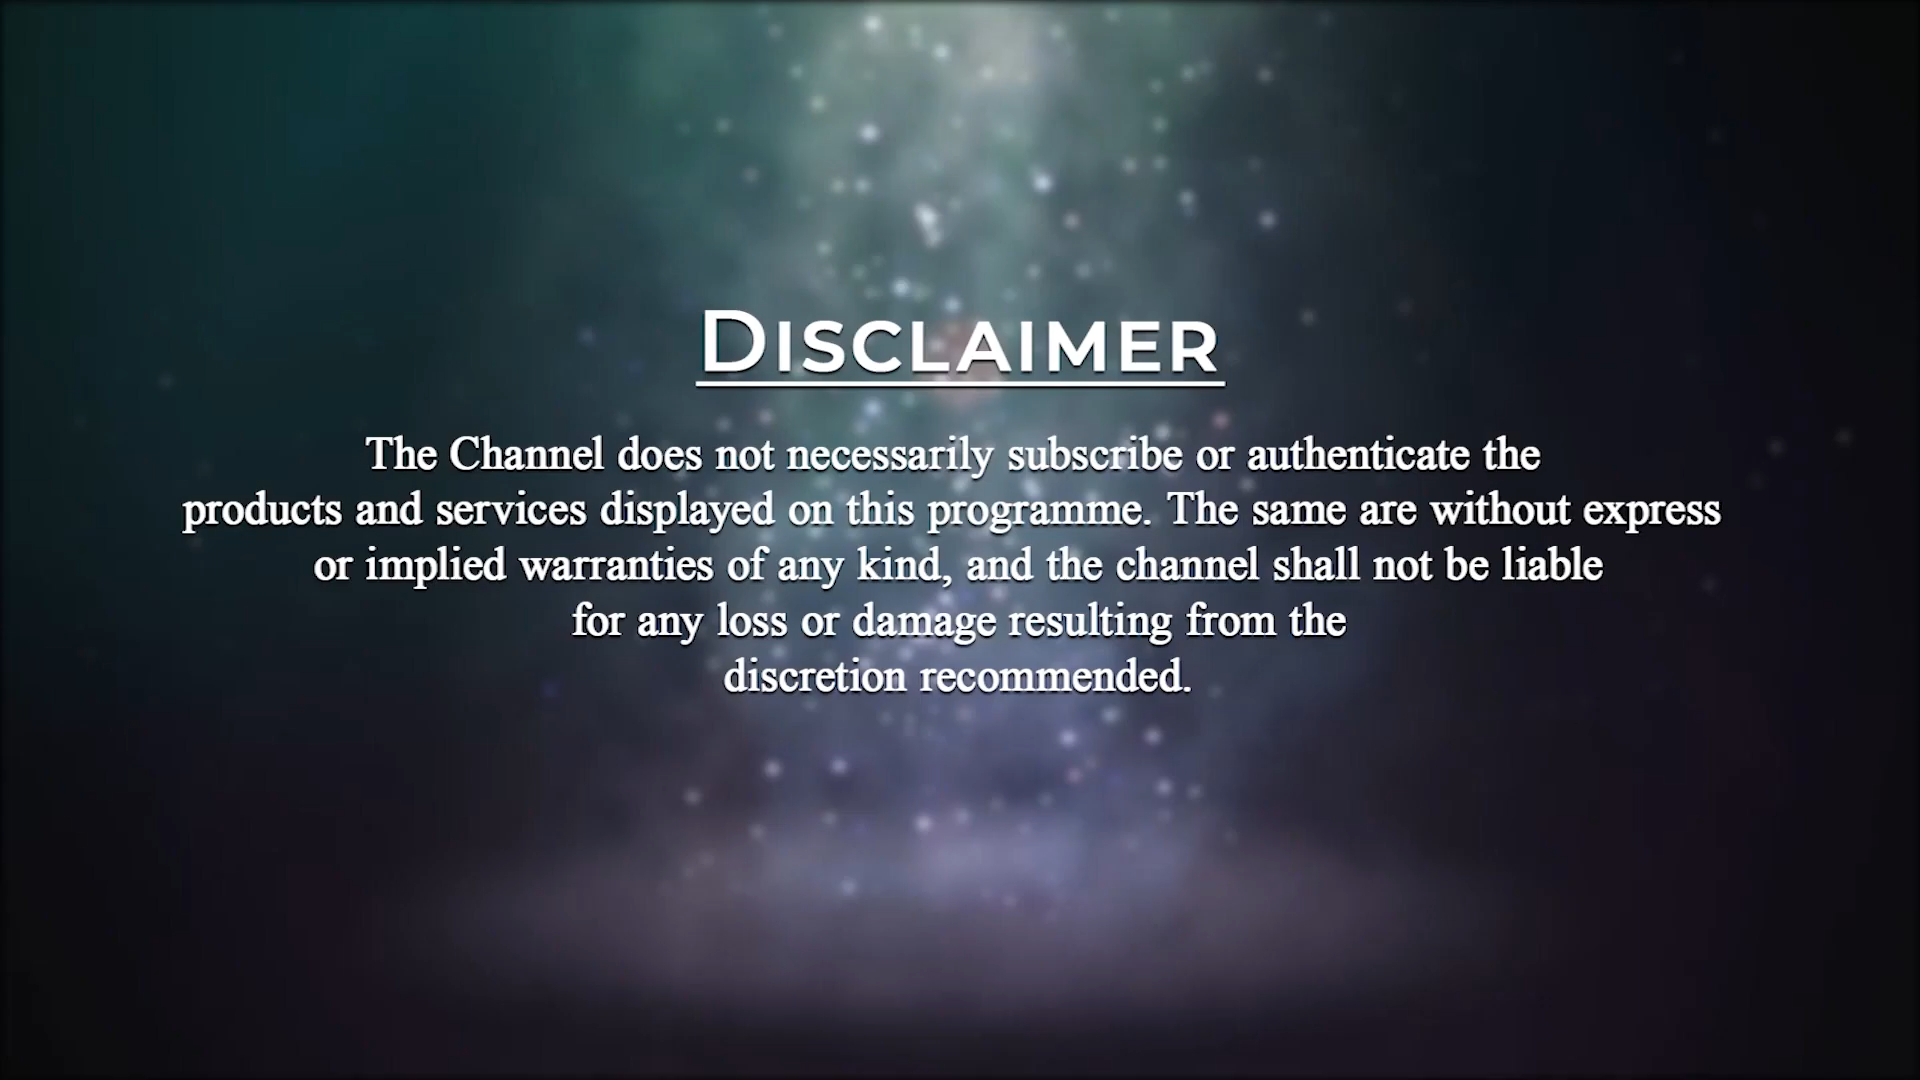 Disclaimer
The Channel does not necessarily subscribe or authenticate the
products and services displayed on this programme. The same are without express
or implied warranties of any kind, and the channel shall not be liable
for any loss or damage resulting from the
discretion recommended.